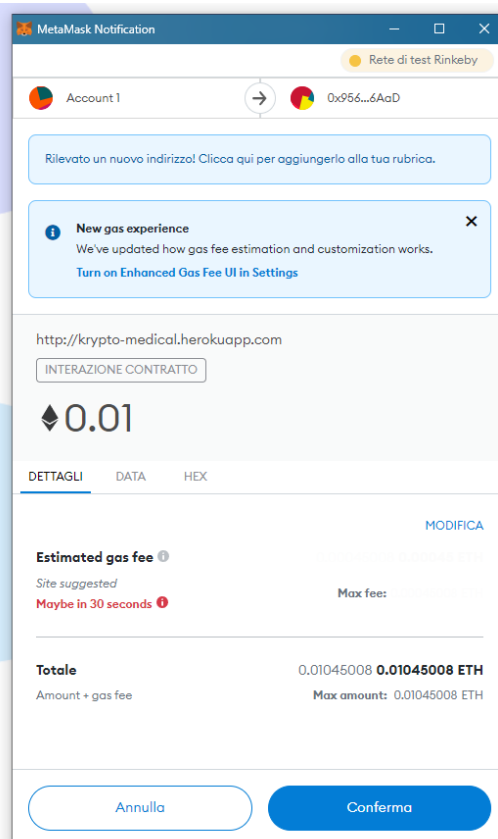 MetaMask Notification
Rete di test Rinkeby
Account 1
0x956...6AaD
Rilevato un nuovo indirizzo! Clicca qui per aggiungerlo alla tua rubrica.
New gas experience
We've updated how gas fee estimation and customization works.
Turn on Enhanced Gas Fee UI in Settings
http://krypto-medical.herokuapp.com
INTERAZIONE CONTRATTO
0.01
DETTAGLI DATA HEX
MODIFICA
Estimated gas fee
Site suggested
Maybe in 30 seconds
Max fee:
Totale 0.01045008 0.01045008 ETH
Amount + gas fee Max amount: 0.01045008 ETH
Annulla Conferma